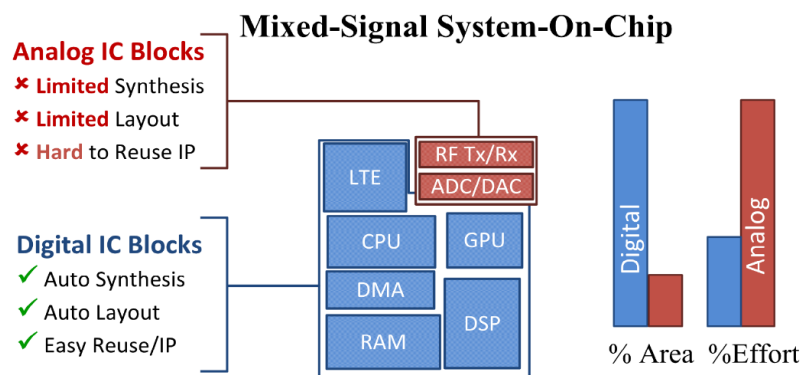 Mixed-Signal System-On-Chip
Analog IC Blocks
✘ Limited Synthesis
✘ Limited Layout
✘ Hard to Reuse IP
Digital IC Blocks
✓ Auto Synthesis
✓ Auto Layout
✓ Easy Reuse/IP
RF Tx/Rx
ADC/DAC
LTE
CPU
GPU
DMA
RAM
DSP
Digital
Analog
% Area
%Effort